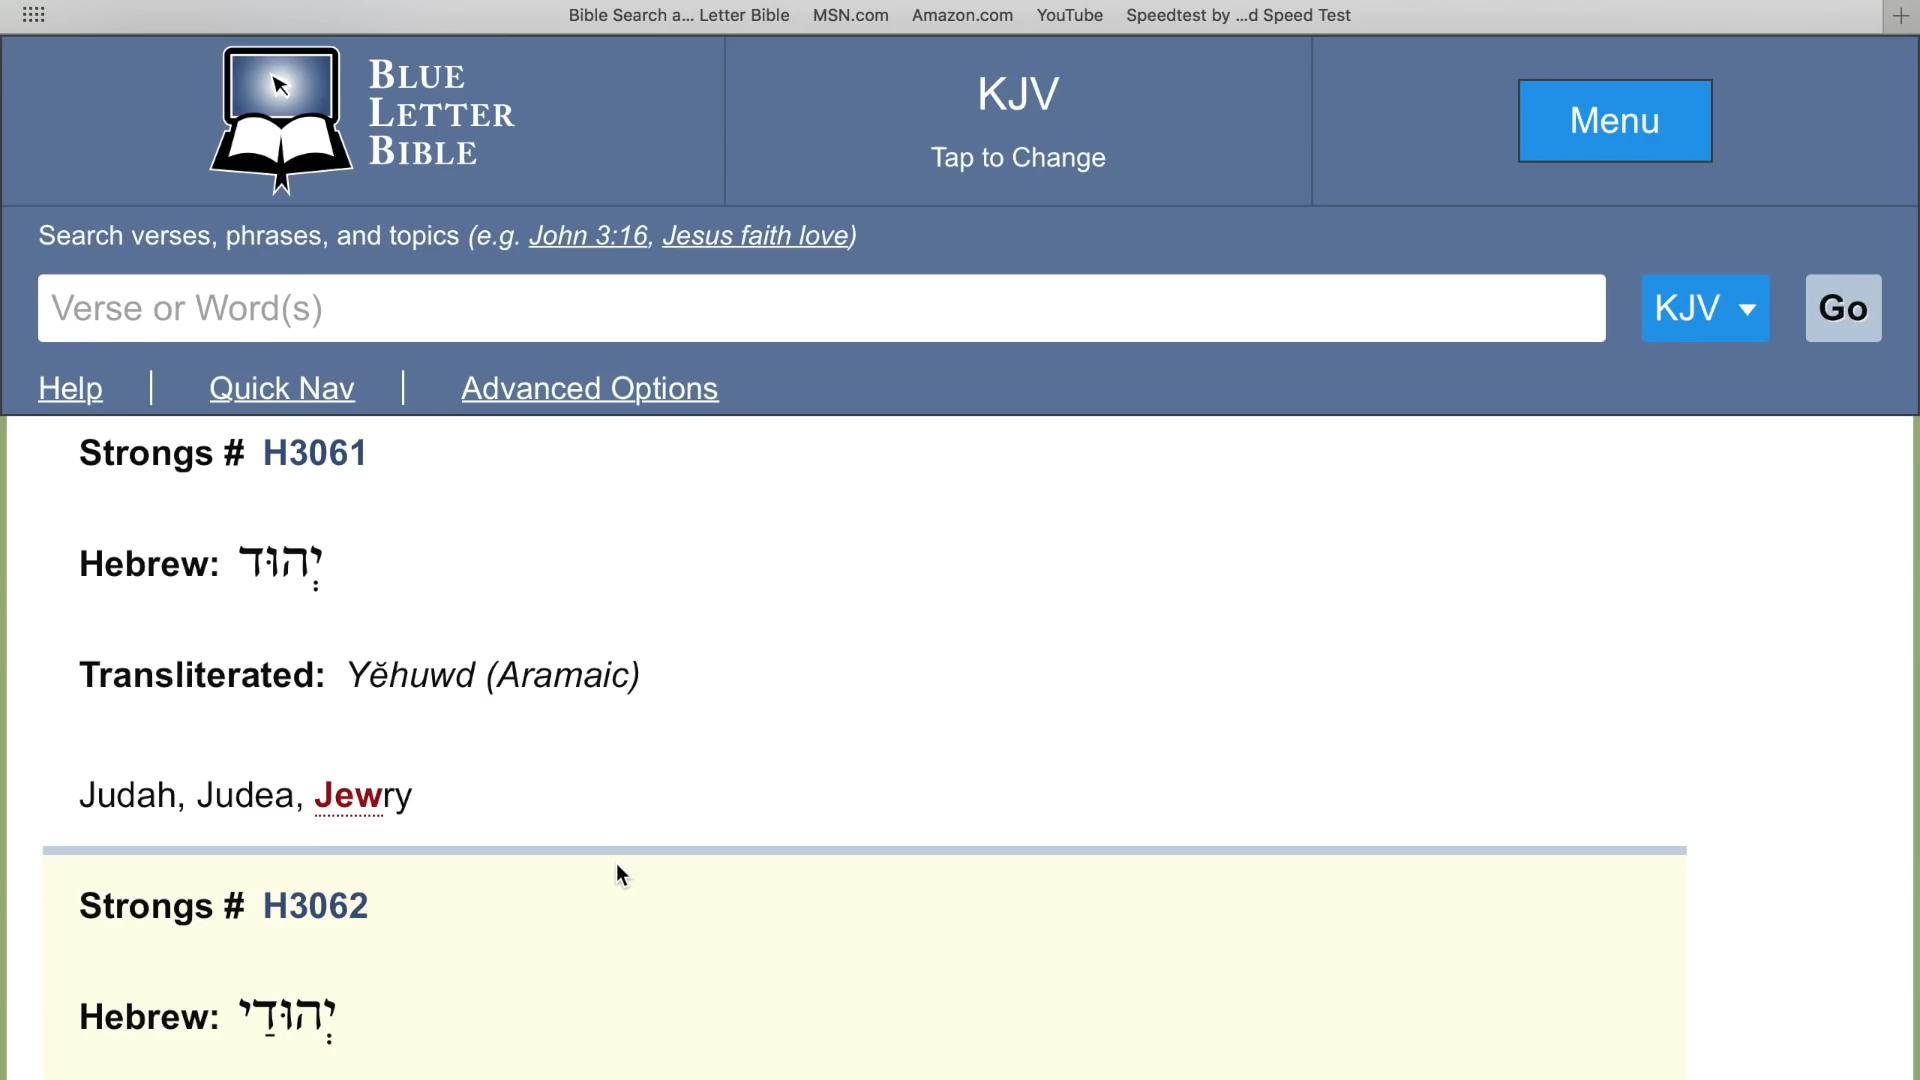 Bible Search a... Letter Bible MSN.com Amazon.com YouTube Speedtest by ...d Speed Test
BLUE
LETTER
BIBLE
KJV
Tap to Change
Menu
Search verses, phrases, and topics (e.g. John 3:16, Jesus faith love)
Verse or Word(s)
KJV
Go
Help | Quick Nav | Advanced Options
Strongs # H3061
Hebrew: יְהוּד
Transliterated: Yĕhuwd (Aramaic)
Judah, Judea, Jewry
Strongs # H3062
Hebrew: יְהוּדַי